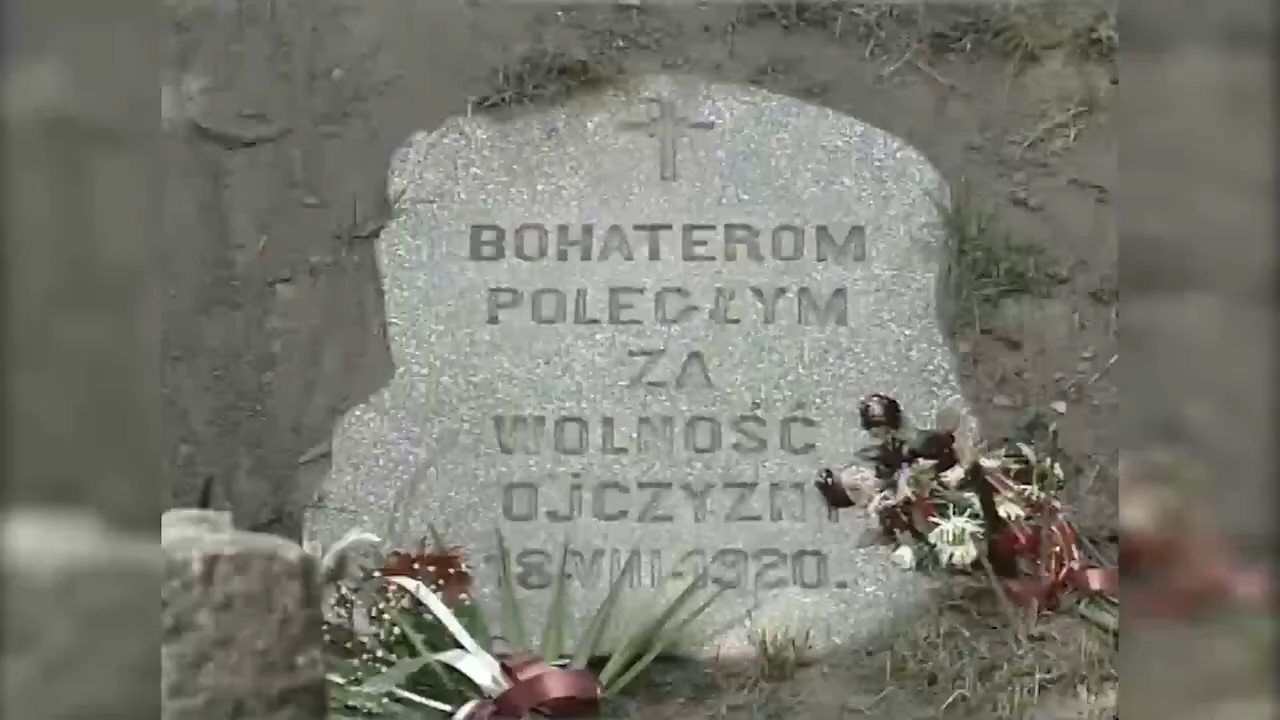 BOHATEROM
POLEGŁYM
ZA
WOLNOŚĆ
OJCZYZNY
18-VIII-1920.